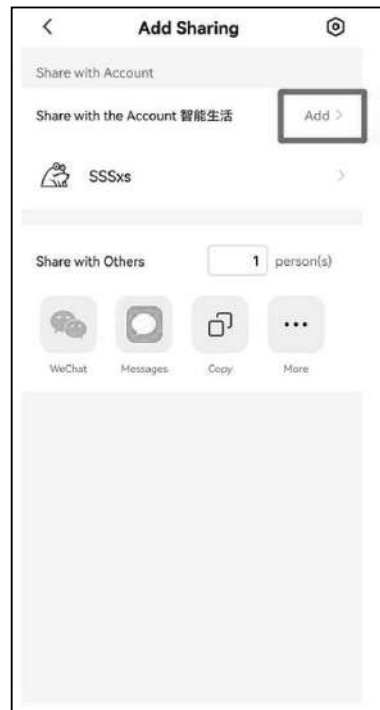 Add Sharing
Share with Account
Share with the Account 智能生活 Add >
SSSxs >
Share with Others 1 person(s)
WeChat Messages Copy More